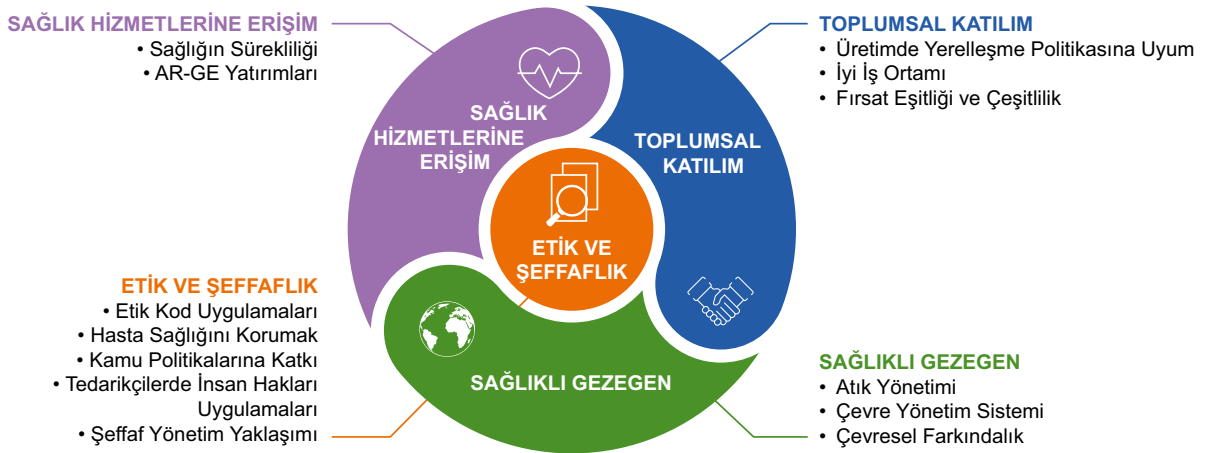 SAĞLIK HİZMETLERİNE ERİŞİM
• Sağlığın Sürekliliği
• AR-GE Yatırımları
TOPLUMSAL KATILIM
• Üretimde Yerelleşme Politikasına Uyum
• İyi İş Ortamı
• Fırsat Eşitliği ve Çeşitlilik
SAĞLIK
HİZMETLERİNE
ERİŞİM
TOPLUMSAL
KATILIM
ETİK VE
ŞEFFAFLIK
SAĞLIKLI GEZEGEN
ETİK VE ŞEFFAFLIK
• Etik Kod Uygulamaları
• Hasta Sağlığını Korumak
• Kamu Politikalarına Katkı
• Tedarikçilerde İnsan Hakları
Uygulamaları
• Şeffaf Yönetim Yaklaşımı
SAĞLIKLI GEZEGEN
• Atık Yönetimi
• Çevre Yönetim Sistemi
• Çevresel Farkındalık